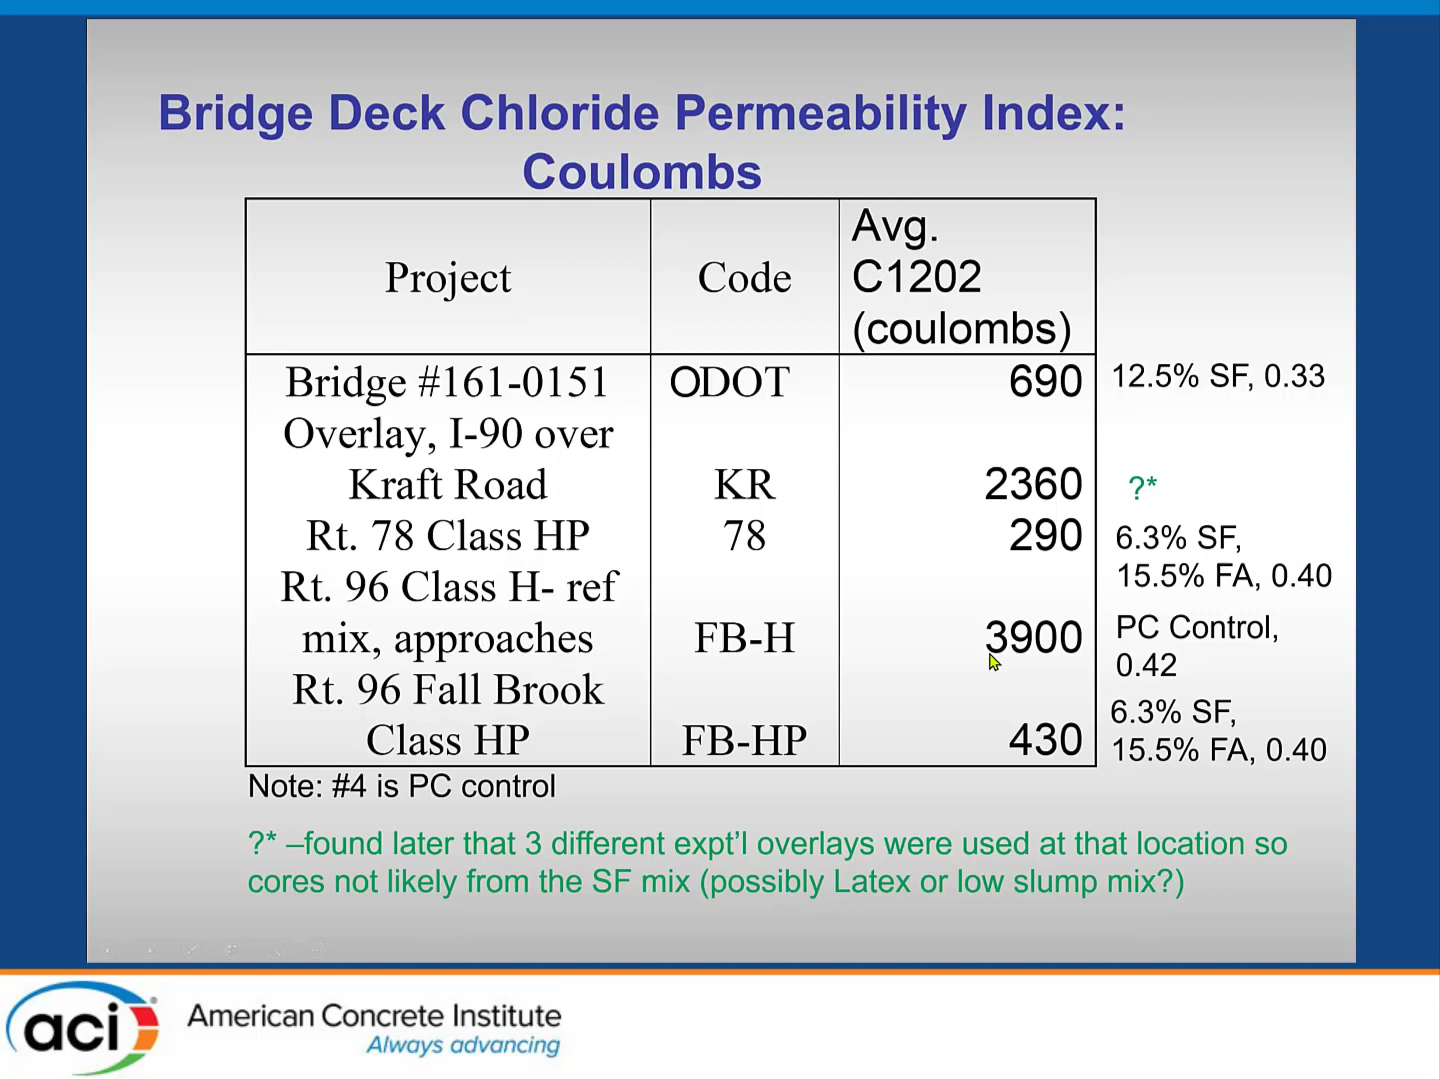 Bridge Deck Chloride Permeability Index:
Coulombs
Project
Code
Avg.
C1202
(coulombs)
Bridge #161-0151
ODOT
690
12.5% SF, 0.33
Overlay, I-90 over
Kraft Road
KR
2360
?*
Rt. 78 Class HP
78
290
6.3% SF,
15.5% FA, 0.40
Rt. 96 Class H- ref
mix, approaches
FB-H
3900
PC Control,
0.42
Rt. 96 Fall Brook
Class HP
FB-HP
430
6.3% SF,
15.5% FA, 0.40
Note: #4 is PC control
?* –found later that 3 different expt’l overlays were used at that location so
cores not likely from the SF mix (possibly Latex or low slump mix?)
aci®
American Concrete Institute
Always advancing